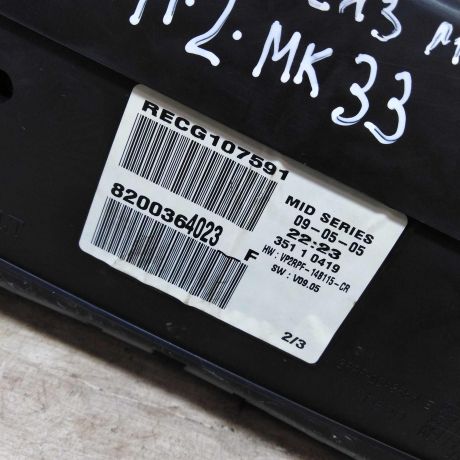 2.MK 33
RECG107591
8200364023 F
MID SERIES
09-05-05
22:23
351 1 0419
HW : VP2RPF-14B115-CR
SW : V09.05
2/3